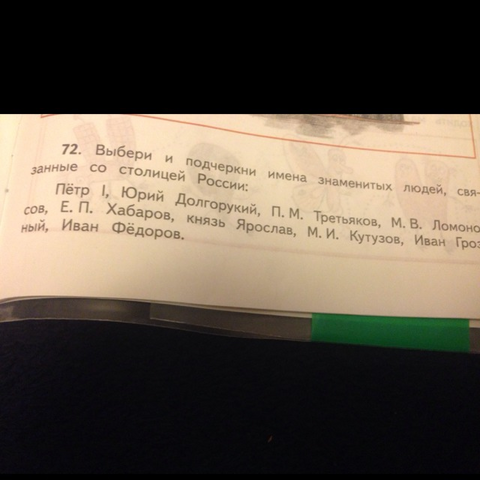 72. Выбери и подчеркни имена знаменитых людей, свя-
занные со столицей России:
Пётр I, Юрий Долгорукий, П. М. Третьяков, М. В. Ломоно
сов, Е. П. Хабаров, князь Ярослав, М. И. Кутузов, Иван Гроз
ный, Иван Фёдоров.